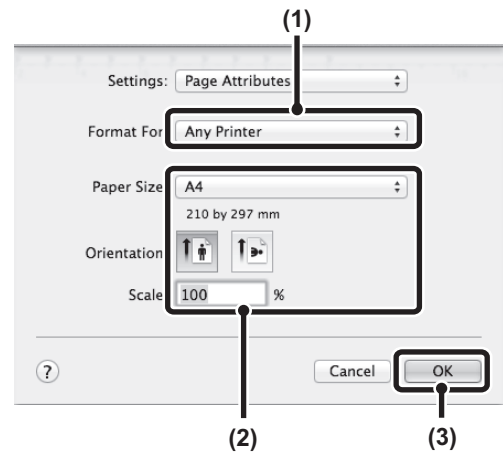 (1)
Settings: Page Attributes
Format For Any Printer
Paper Size A4
210 by 297 mm
Orientation
Scale 100 %
? Cancel OK
(2) (3)